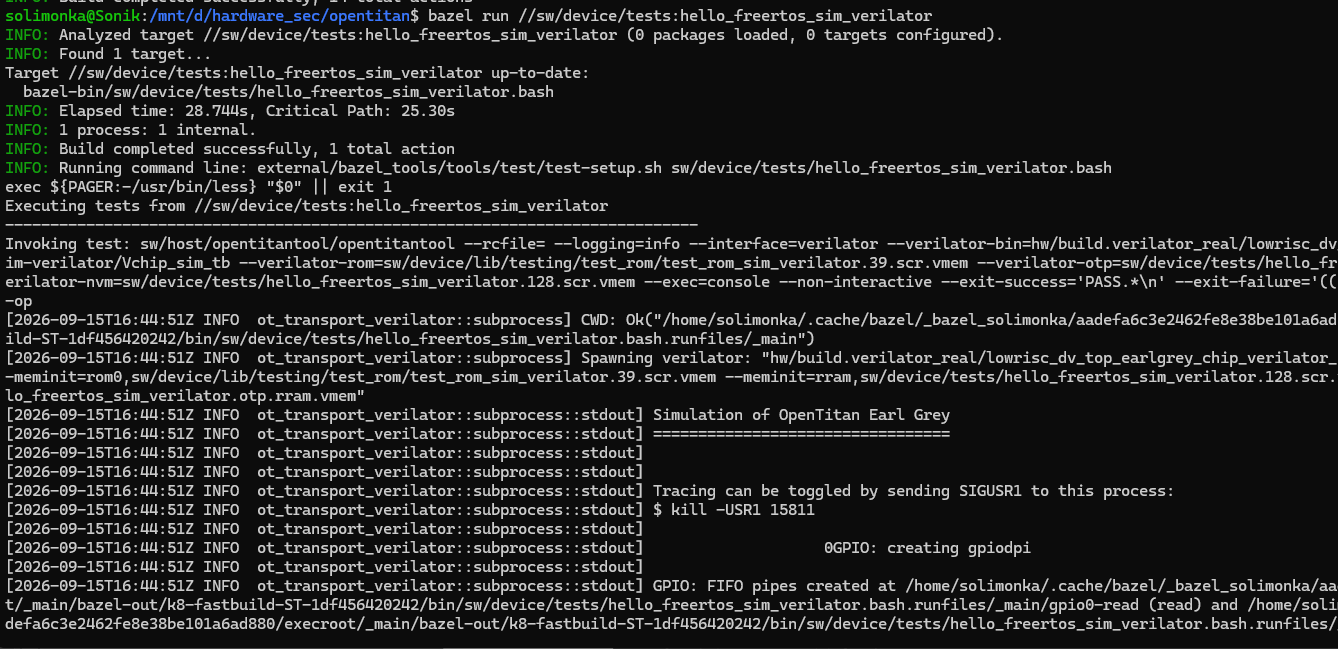 INFO: Build completed successfully, 14 total actions
solimonka@Sonik:/mnt/d/hardware_sec/opentitan$ bazel run //sw/device/tests:hello_freertos_sim_verilator
INFO: Analyzed target //sw/device/tests:hello_freertos_sim_verilator (0 packages loaded, 0 targets configured).
INFO: Found 1 target...
Target //sw/device/tests:hello_freertos_sim_verilator up-to-date:
  bazel-bin/sw/device/tests/hello_freertos_sim_verilator.bash
INFO: Elapsed time: 28.744s, Critical Path: 25.30s
INFO: 1 process: 1 internal.
INFO: Build completed successfully, 1 total action
INFO: Running command line: external/bazel_tools/tools/test/test-setup.sh sw/device/tests/hello_freertos_sim_verilator.bash
exec ${PAGER:-/usr/bin/less} "$0" || exit 1
Executing tests from //sw/device/tests:hello_freertos_sim_verilator
-----------------------------------------------------------------------------
Invoking test: sw/host/opentitantool/opentitantool --rcfile= --logging=info --interface=verilator --verilator-bin=hw/build.verilator_real/lowrisc_dv
im-verilator/Vchip_sim_tb --verilator-rom=sw/device/lib/testing/test_rom/test_rom_sim_verilator.39.scr.vmem --verilator-otp=sw/device/tests/hello_fr
erilator-nvm=sw/device/tests/hello_freertos_sim_verilator.128.scr.vmem --exec=console --non-interactive --exit-success='PASS.*\n' --exit-failure='((
-op
[2026-09-15T16:44:51Z INFO  ot_transport_verilator::subprocess] CWD: Ok("/home/solimonka/.cache/bazel/_bazel_solimonka/aadefa6c3e2462fe8e38be101a6ad
ild-ST-1df456420242/bin/sw/device/tests/hello_freertos_sim_verilator.bash.runfiles/_main")
[2026-09-15T16:44:51Z INFO  ot_transport_verilator::subprocess] Spawning verilator: "hw/build.verilator_real/lowrisc_dv_top_earlgrey_chip_verilator_
-meminit=rom0,sw/device/lib/testing/test_rom/test_rom_sim_verilator.39.scr.vmem --meminit=rram,sw/device/tests/hello_freertos_sim_verilator.128.scr.
lo_freertos_sim_verilator.otp.rram.vmem"
[2026-09-15T16:44:51Z INFO  ot_transport_verilator::subprocess::stdout] Simulation of OpenTitan Earl Grey
[2026-09-15T16:44:51Z INFO  ot_transport_verilator::subprocess::stdout] =================================
[2026-09-15T16:44:51Z INFO  ot_transport_verilator::subprocess::stdout]
[2026-09-15T16:44:51Z INFO  ot_transport_verilator::subprocess::stdout]
[2026-09-15T16:44:51Z INFO  ot_transport_verilator::subprocess::stdout] Tracing can be toggled by sending SIGUSR1 to this process:
[2026-09-15T16:44:51Z INFO  ot_transport_verilator::subprocess::stdout] $ kill -USR1 15811
[2026-09-15T16:44:51Z INFO  ot_transport_verilator::subprocess::stdout]
[2026-09-15T16:44:51Z INFO  ot_transport_verilator::subprocess::stdout]                    0GPIO: creating gpiodpi
[2026-09-15T16:44:51Z INFO  ot_transport_verilator::subprocess::stdout]
[2026-09-15T16:44:51Z INFO  ot_transport_verilator::subprocess::stdout] GPIO: FIFO pipes created at /home/solimonka/.cache/bazel/_bazel_solimonka/aa
t/_main/bazel-out/k8-fastbuild-ST-1df456420242/bin/sw/device/tests/hello_freertos_sim_verilator.bash.runfiles/_main/gpio0-read (read) and /home/soli
defa6c3e2462fe8e38be101a6ad880/execroot/_main/bazel-out/k8-fastbuild-ST-1df456420242/bin/sw/device/tests/hello_freertos_sim_verilator.bash.runfiles/